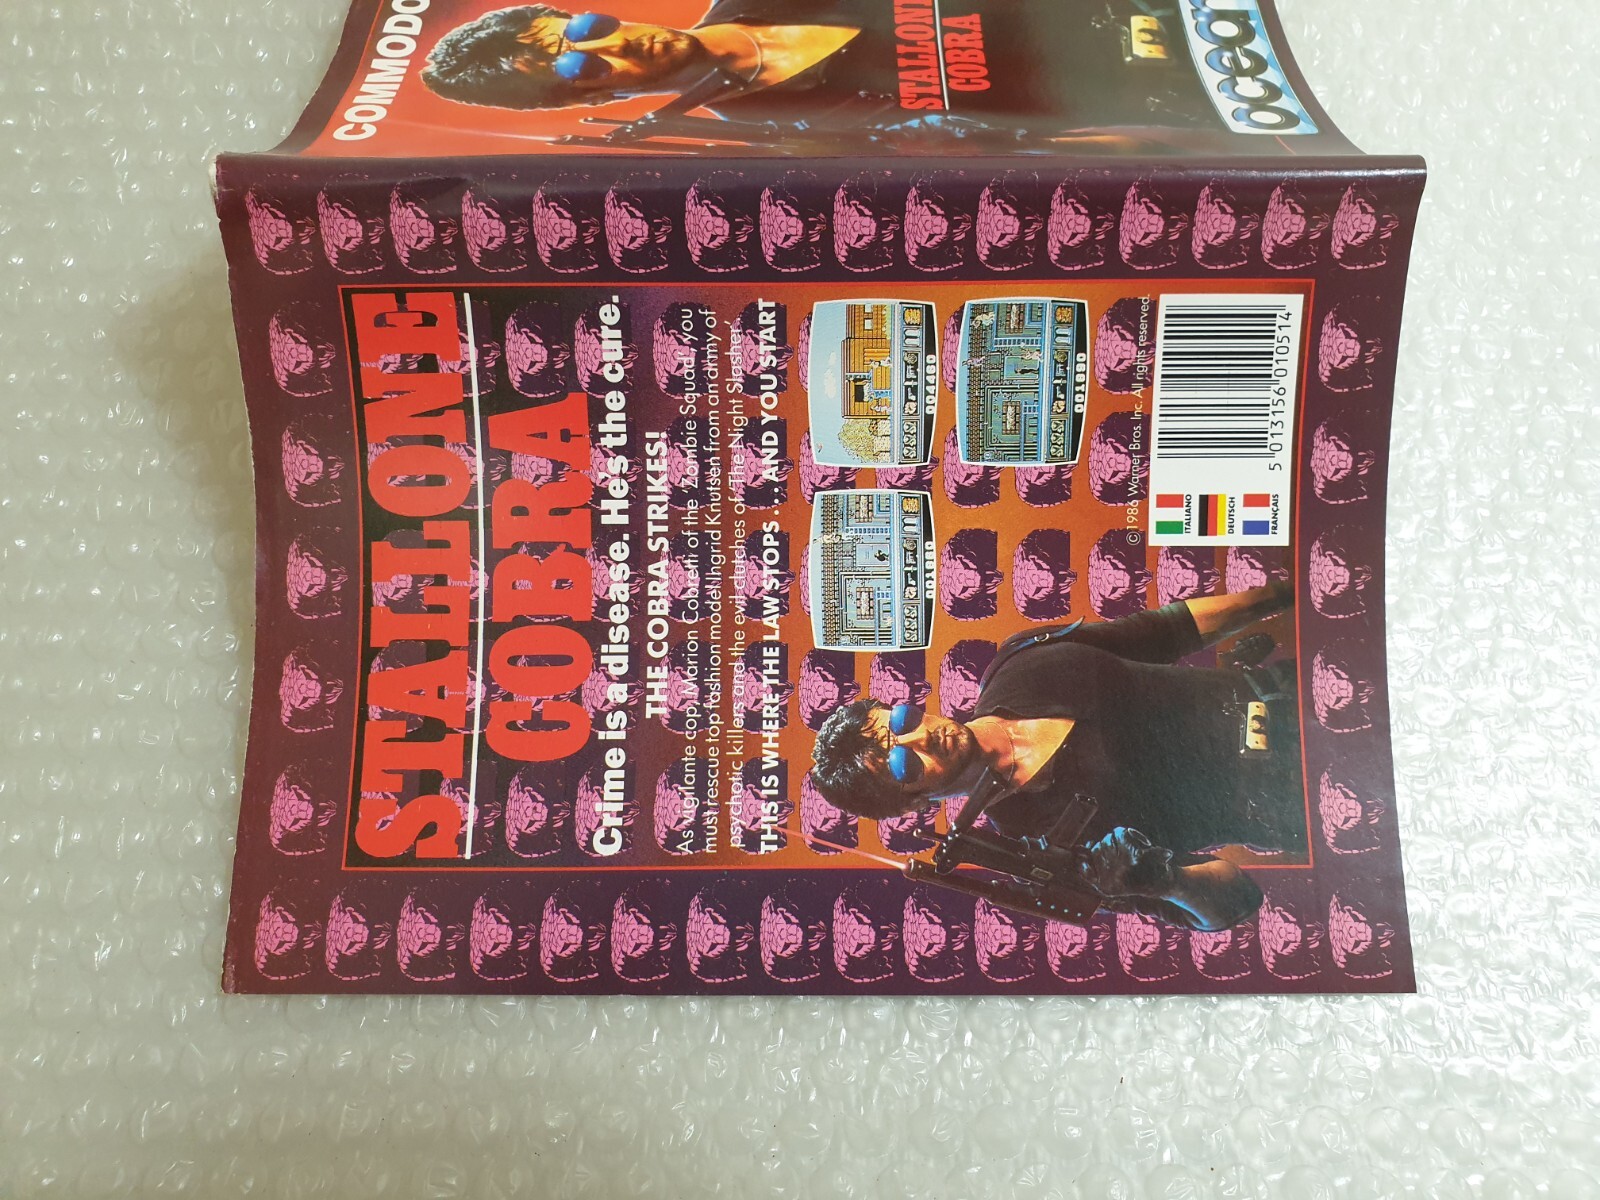 COMMODO
STALLONE
COBRA
ocean
STALLONE
COBRA
Crime is a disease. He's the cure.
THE COBRA STRIKES!
As vigilante cop, Marion Cobretti of the 'Zombie Squad', you
must rescue top fashion model Ingrid Knutsen from an army of
psychotic killers and the evil clutches of 'The Night Slasher'.
THIS IS WHERE THE LAW STOPS . . . AND YOU START
004480
001890
© 1986 Warner Bros. Inc. All rights reserved.
ITALIANO
DEUTSCH
FRANÇAIS
5 013156 010514